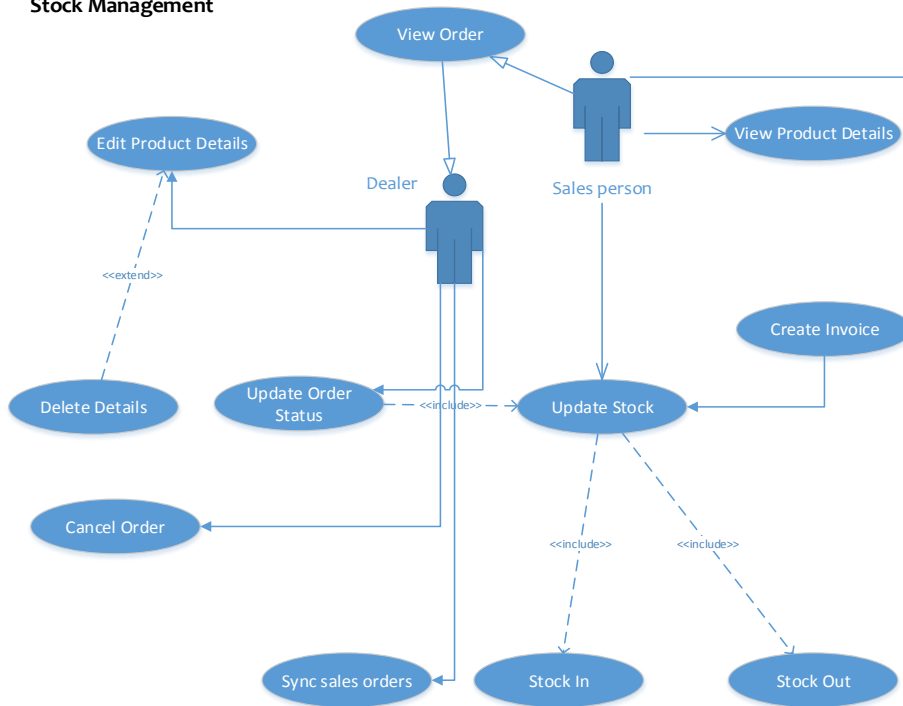 Stock Management
View Order
View Product Details
Edit Product Details
Dealer
Sales person
<<extend>>
Create Invoice
Delete Details
Update Order
Status
<<include>>
Update Stock
Cancel Order
<<include>>
<<include>>
Sync sales orders
Stock In
Stock Out